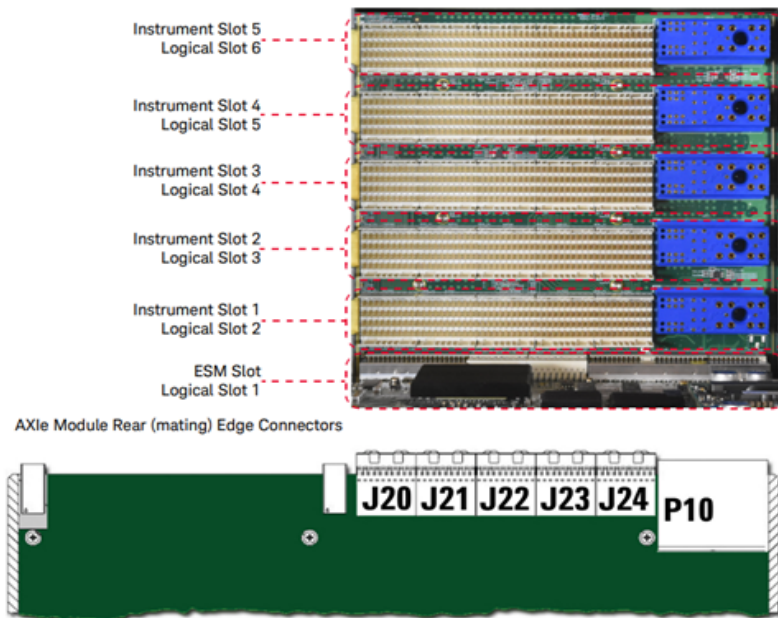 Instrument Slot 5
Logical Slot 6
Instrument Slot 4
Logical Slot 5
Instrument Slot 3
Logical Slot 4
Instrument Slot 2
Logical Slot 3
Instrument Slot 1
Logical Slot 2
ESM Slot
Logical Slot 1
AXIe Module Rear (mating) Edge Connectors
J20 J21 J22 J23 J24 P10